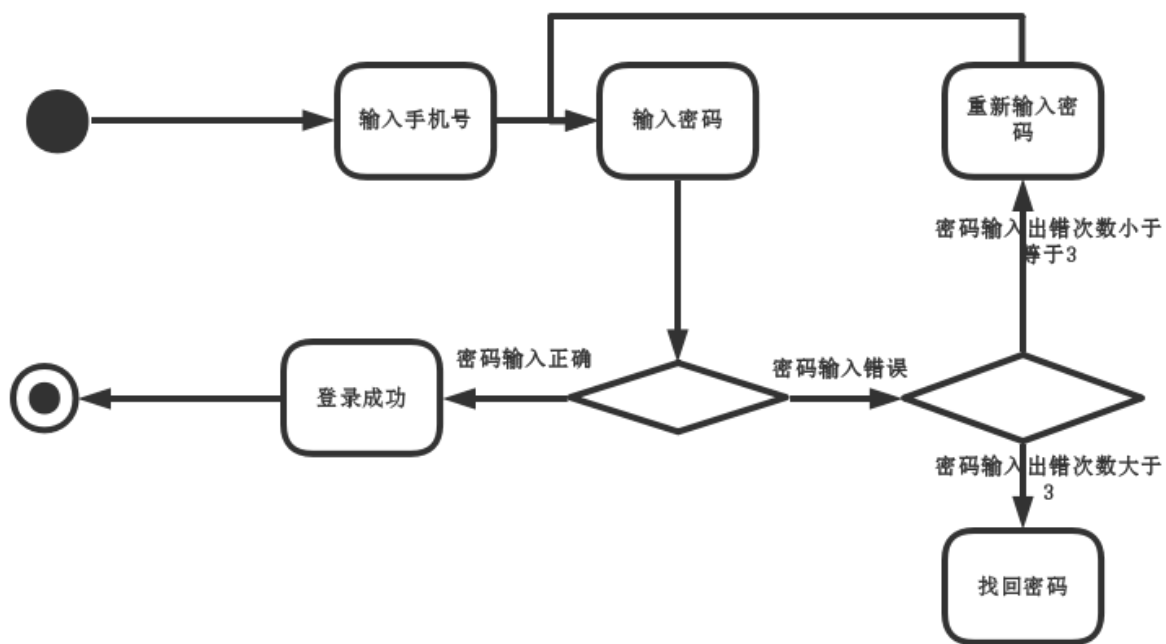 输入手机号
输入密码
重新输入密
码
密码输入出错次数小于
等于3
密码输入正确
密码输入错误
登录成功
密码输入出错次数大于
3
找回密码